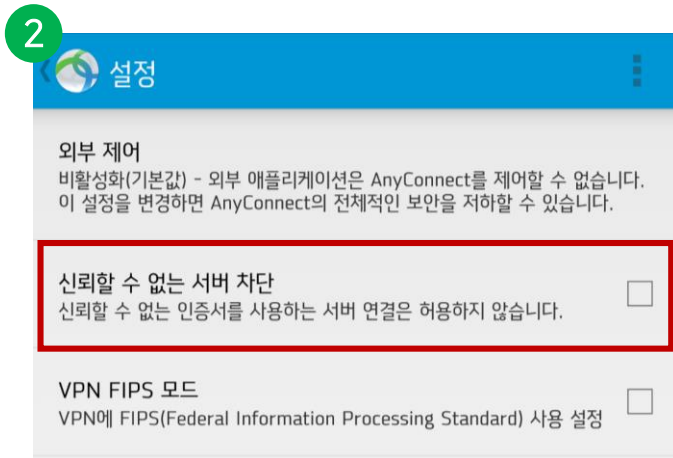 2
설정
외부 제어
비활성화(기본값) - 외부 애플리케이션은 AnyConnect를 제어할 수 없습니다.
이 설정을 변경하면 AnyConnect의 전체적인 보안을 저하할 수 있습니다.
신뢰할 수 없는 서버 차단
신뢰할 수 없는 인증서를 사용하는 서버 연결은 허용하지 않습니다.
VPN FIPS 모드
VPN에 FIPS(Federal Information Processing Standard) 사용 설정